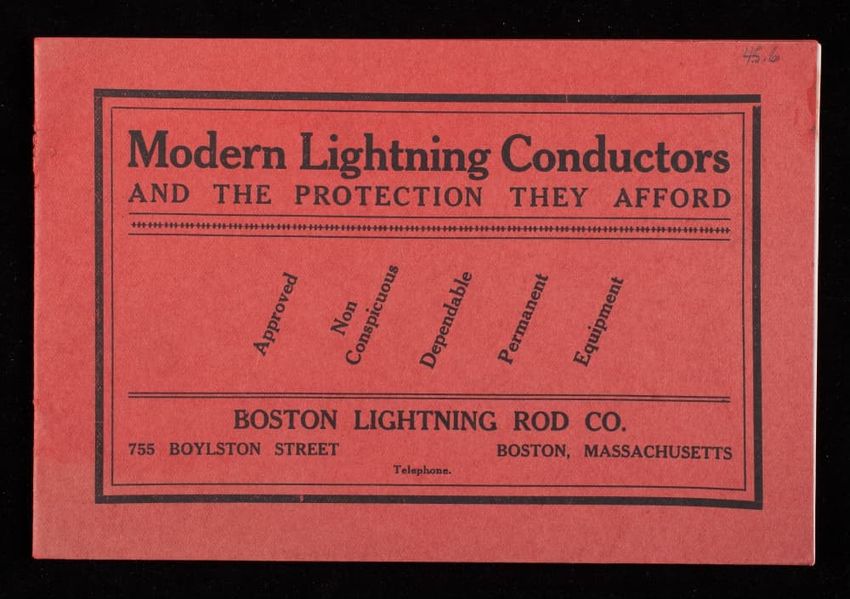 45.6
Modern Lightning Conductors
AND THE PROTECTION THEY AFFORD
Approved
Non
Conspicuous
Dependable
Permanent
Equipment
BOSTON LIGHTNING ROD CO.
755 BOYLSTON STREET
BOSTON, MASSACHUSETTS
Telephone.